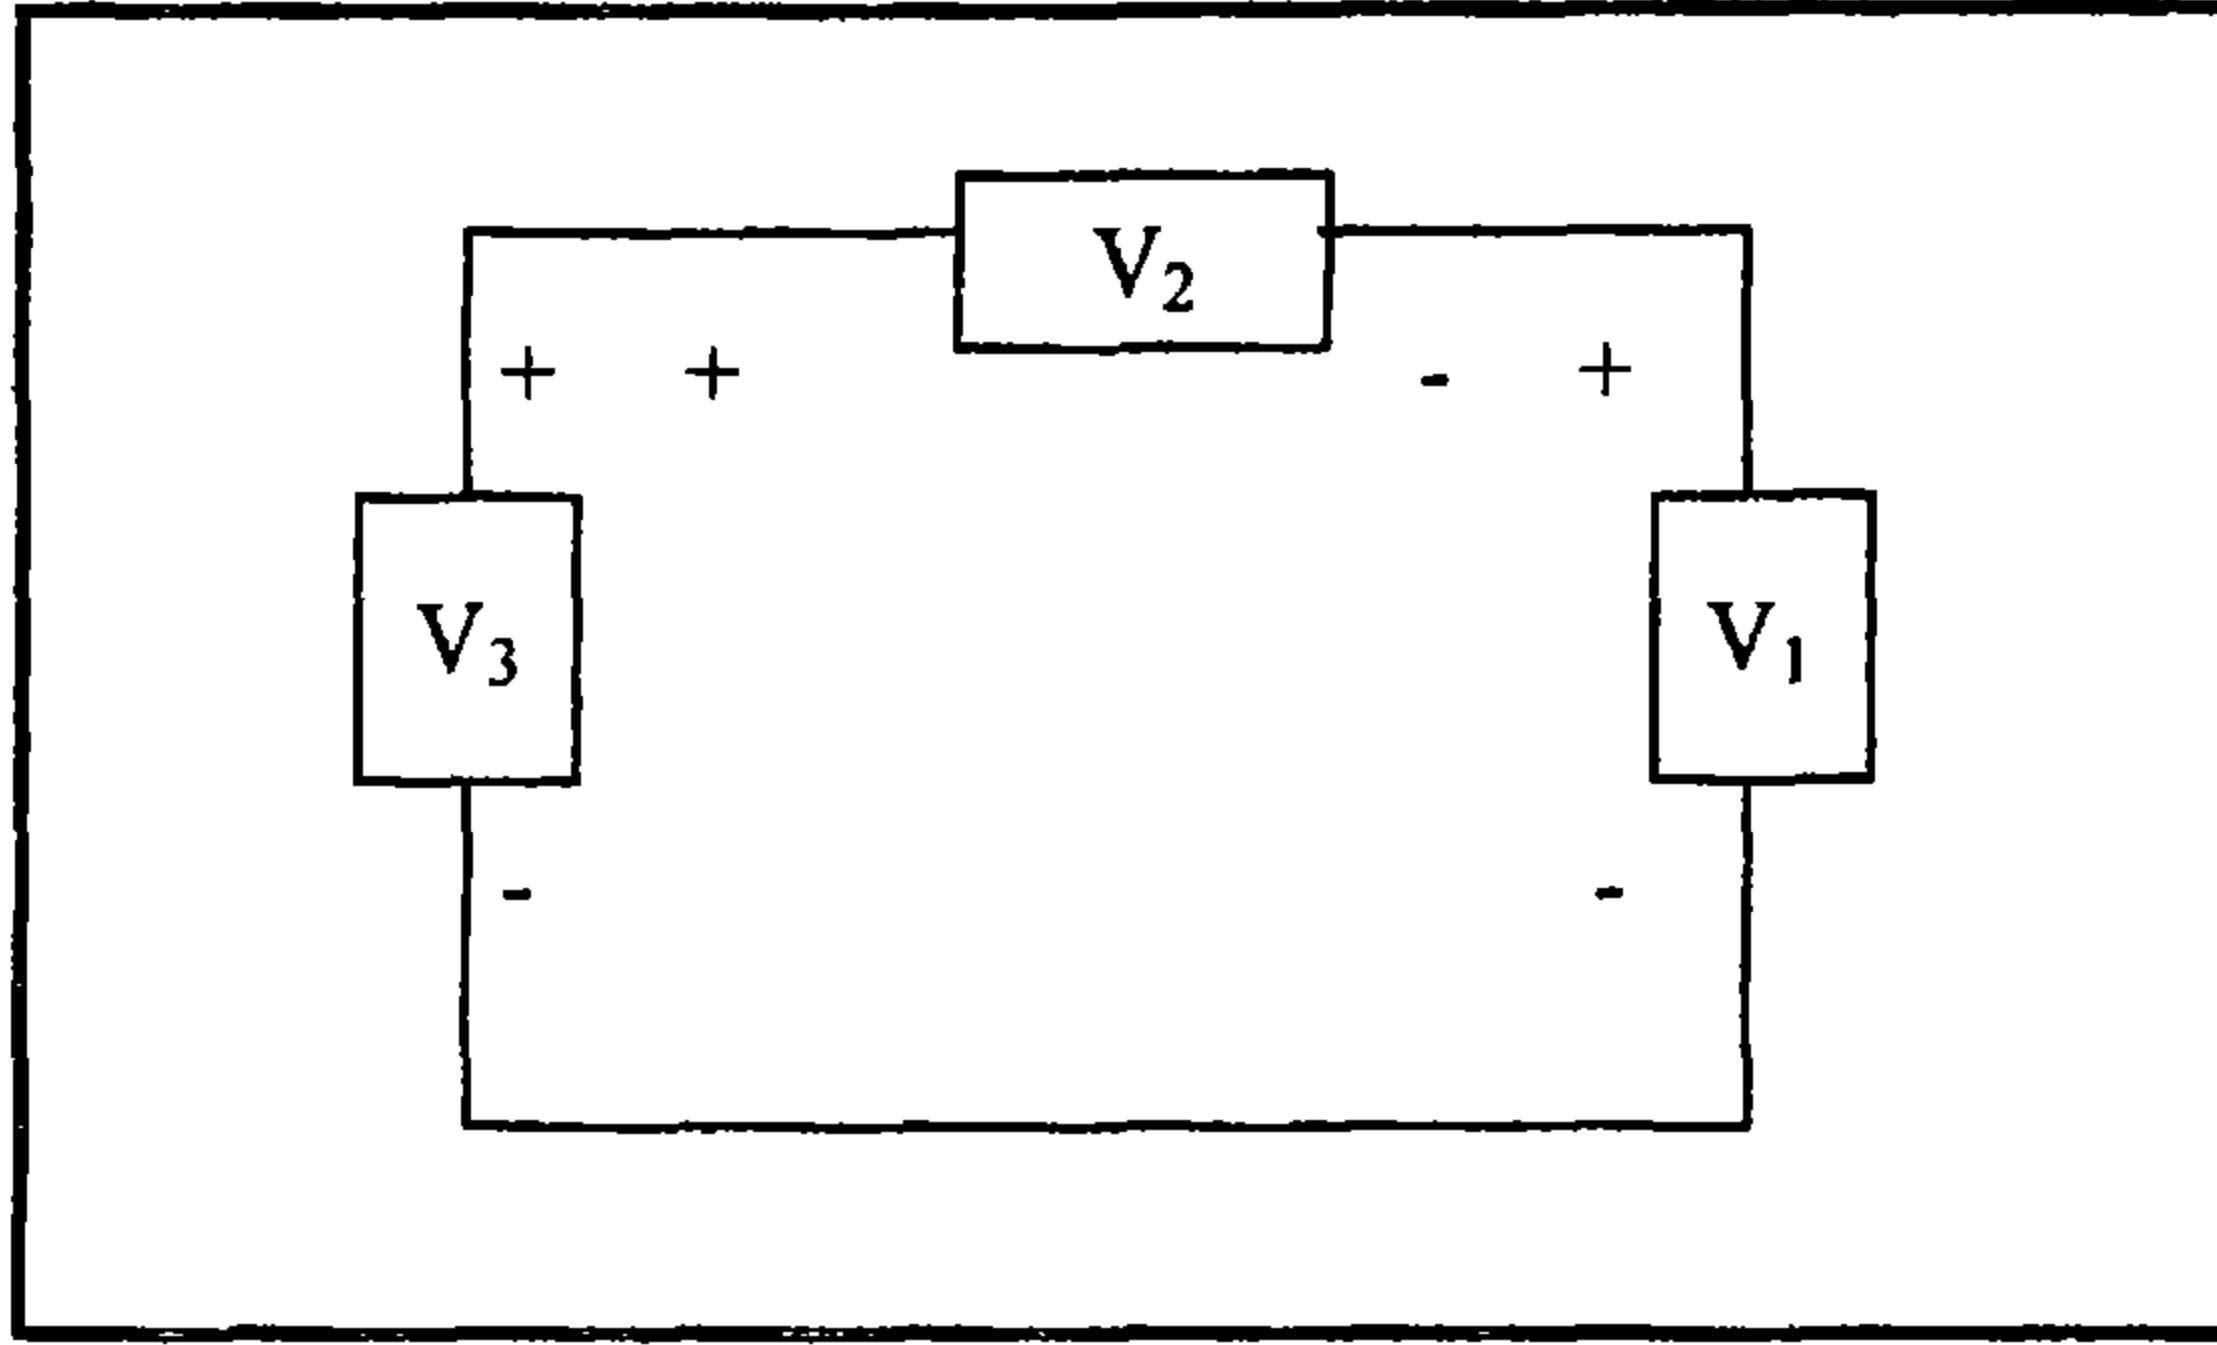 V₂
+ + - +
V₃ V₁
- -